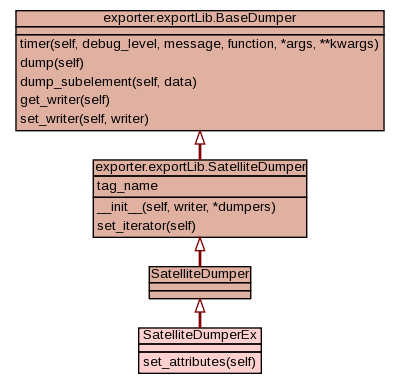 exporter.exportLib.BaseDumper
timer(self, debug_level, message, function, *args, **kwargs)
dump(self)
dump_subelement(self, data)
get_writer(self)
set_writer(self, writer)
exporter.exportLib.SatelliteDumper
tag_name
__init__(self, writer, *dumpers)
set_iterator(self)
SatelliteDumper
SatelliteDumperEx
set_attributes(self)